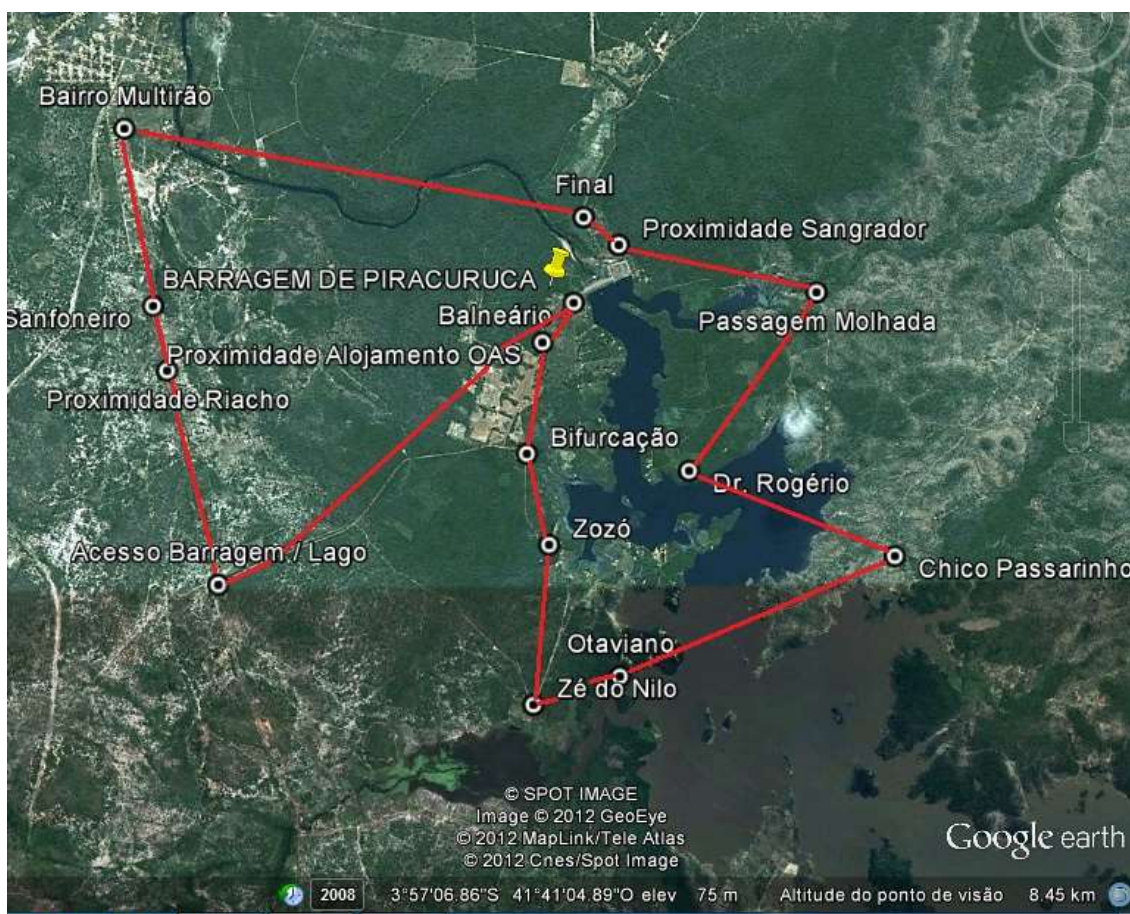 Bairro Multirão
Final
Proximidade Sangrador
BARRAGEM DE PIRACURUCA
Sanfoneiro
Balneário
Passagem Molhada
Proximidade Alojamento OAS
Proximidade Riacho
Bifurcação
Dr. Rogério
Zozó
Acesso Barragem / Lago
Chico Passarinho
Otaviano
Zé do Nilo
© SPOT IMAGE
Image © 2012 GeoEye
© 2012 MapLink/Tele Atlas
© 2012 Cnes/Spot Image
Google earth
2008 3°57'06.86"S 41°41'04.89"O elev 75 m Altitude do ponto de visão 8.45 km